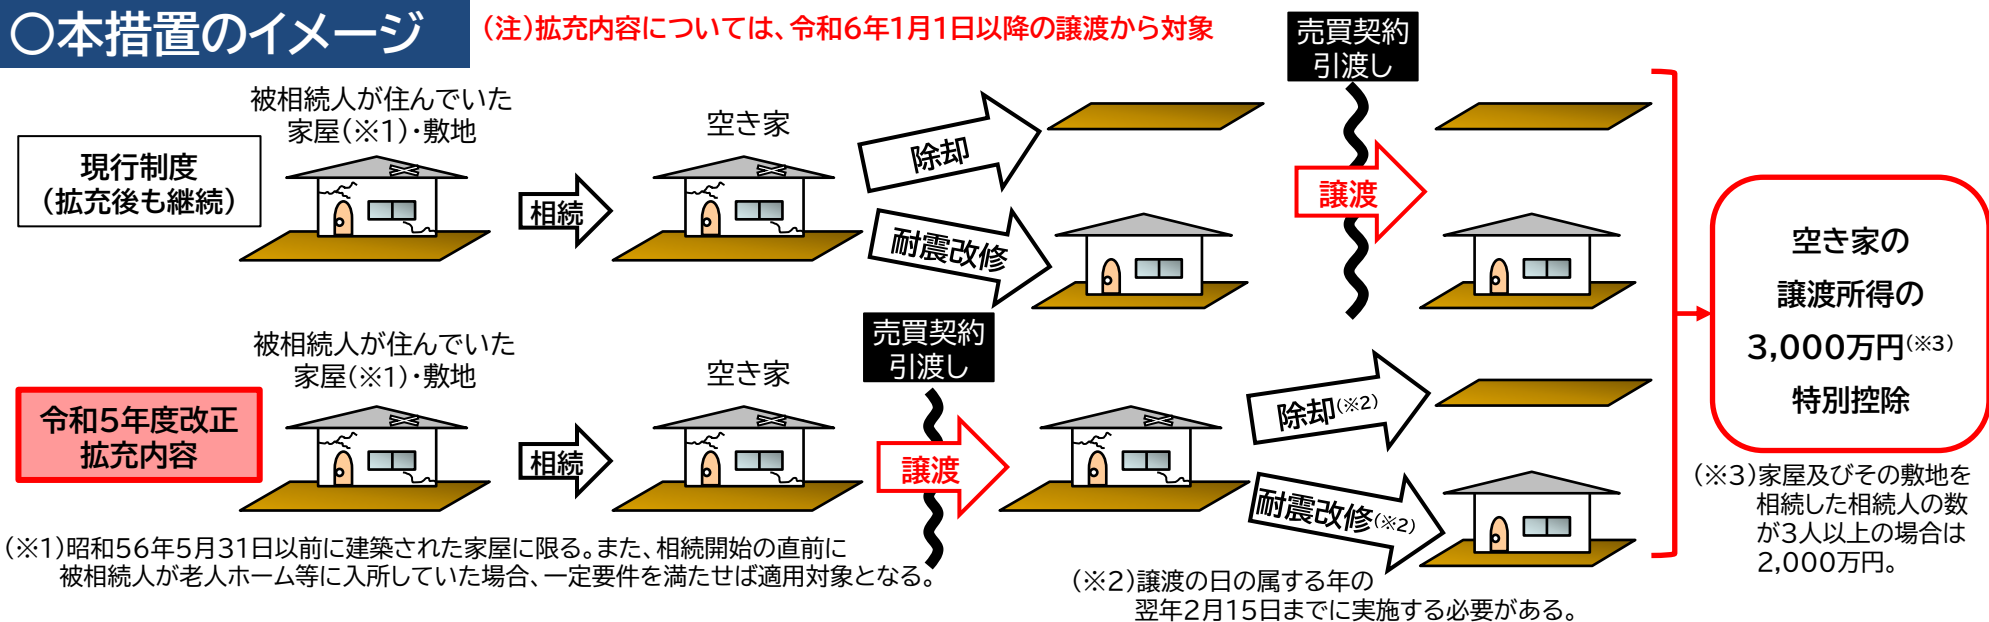 〇本措置のイメージ
(注)拡充内容については、令和6年1月1日以降の譲渡から対象
現行制度
(拡充後も継続)
被相続人が住んでいた
家屋(※1)・敷地
相続
空き家
除却
耐震改修
売買契約
引渡し
譲渡
令和5年度改正
拡充内容
被相続人が住んでいた
家屋(※1)・敷地
相続
空き家
売買契約
引渡し
譲渡
除却(※2)
耐震改修(※2)
空き家の
譲渡所得の
3,000万円(※3)
特別控除
(※3)家屋及びその敷地を
相続した相続人の数
が3人以上の場合は
2,000万円。
(※1)昭和56年5月31日以前に建築された家屋に限る。また、相続開始の直前に
被相続人が老人ホーム等に入所していた場合、一定要件を満たせば適用対象となる。
(※2)譲渡の日の属する年の
翌年2月15日までに実施する必要がある。